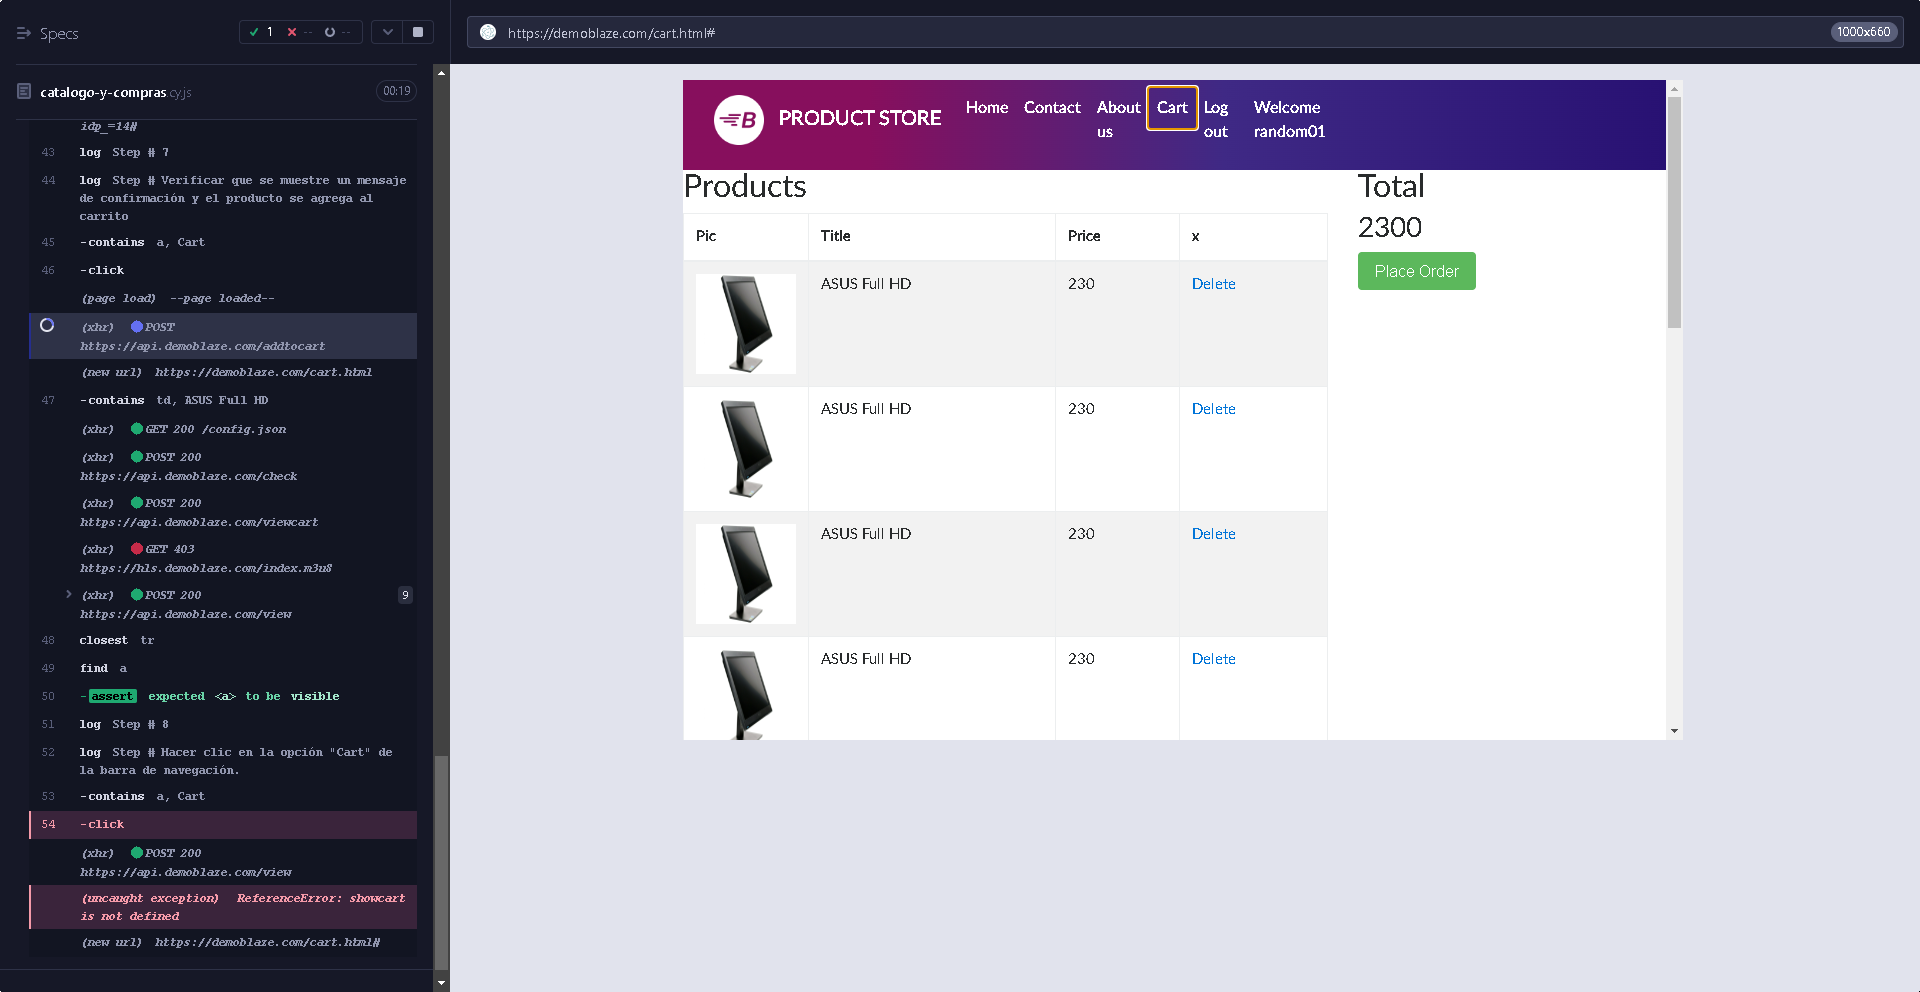 Specs
1
--
--
catalogo-y-compras cy.js
00:19
idp_=14#
43 log Step # 7
44 log Step # Verificar que se muestre un mensaje
de confirmación y el producto se agrega al
carrito
45 -contains a, Cart
46 -click
(page load) --page loaded--
(xhr) POST
https://api.demoblaze.com/addtocart
(new url) https://demoblaze.com/cart.html
47 -contains td, ASUS Full HD
(xhr) GET 200 /config.json
(xhr) POST 200
https://api.demoblaze.com/check
(xhr) POST 200
https://api.demoblaze.com/viewcart
(xhr) GET 403
https://hls.demoblaze.com/index.m3u8
(xhr) POST 200 9
https://api.demoblaze.com/view
48 closest tr
49 find a
50 -assert expected <a> to be visible
51 log Step # 8
52 log Step # Hacer clic en la opción "Cart" de
la barra de navegación.
53 -contains a, Cart
54 -click
(xhr) POST 200
https://api.demoblaze.com/view
(uncaught exception) ReferenceError: showcart
is not defined
(new url) https://demoblaze.com/cart.html#
https://demoblaze.com/cart.html#
1000x660
B PRODUCT STORE
Home Contact About us Cart Log out Welcome random01
Products
Pic Title Price x
ASUS Full HD 230 Delete
ASUS Full HD 230 Delete
ASUS Full HD 230 Delete
ASUS Full HD 230 Delete
Total
2300
Place Order